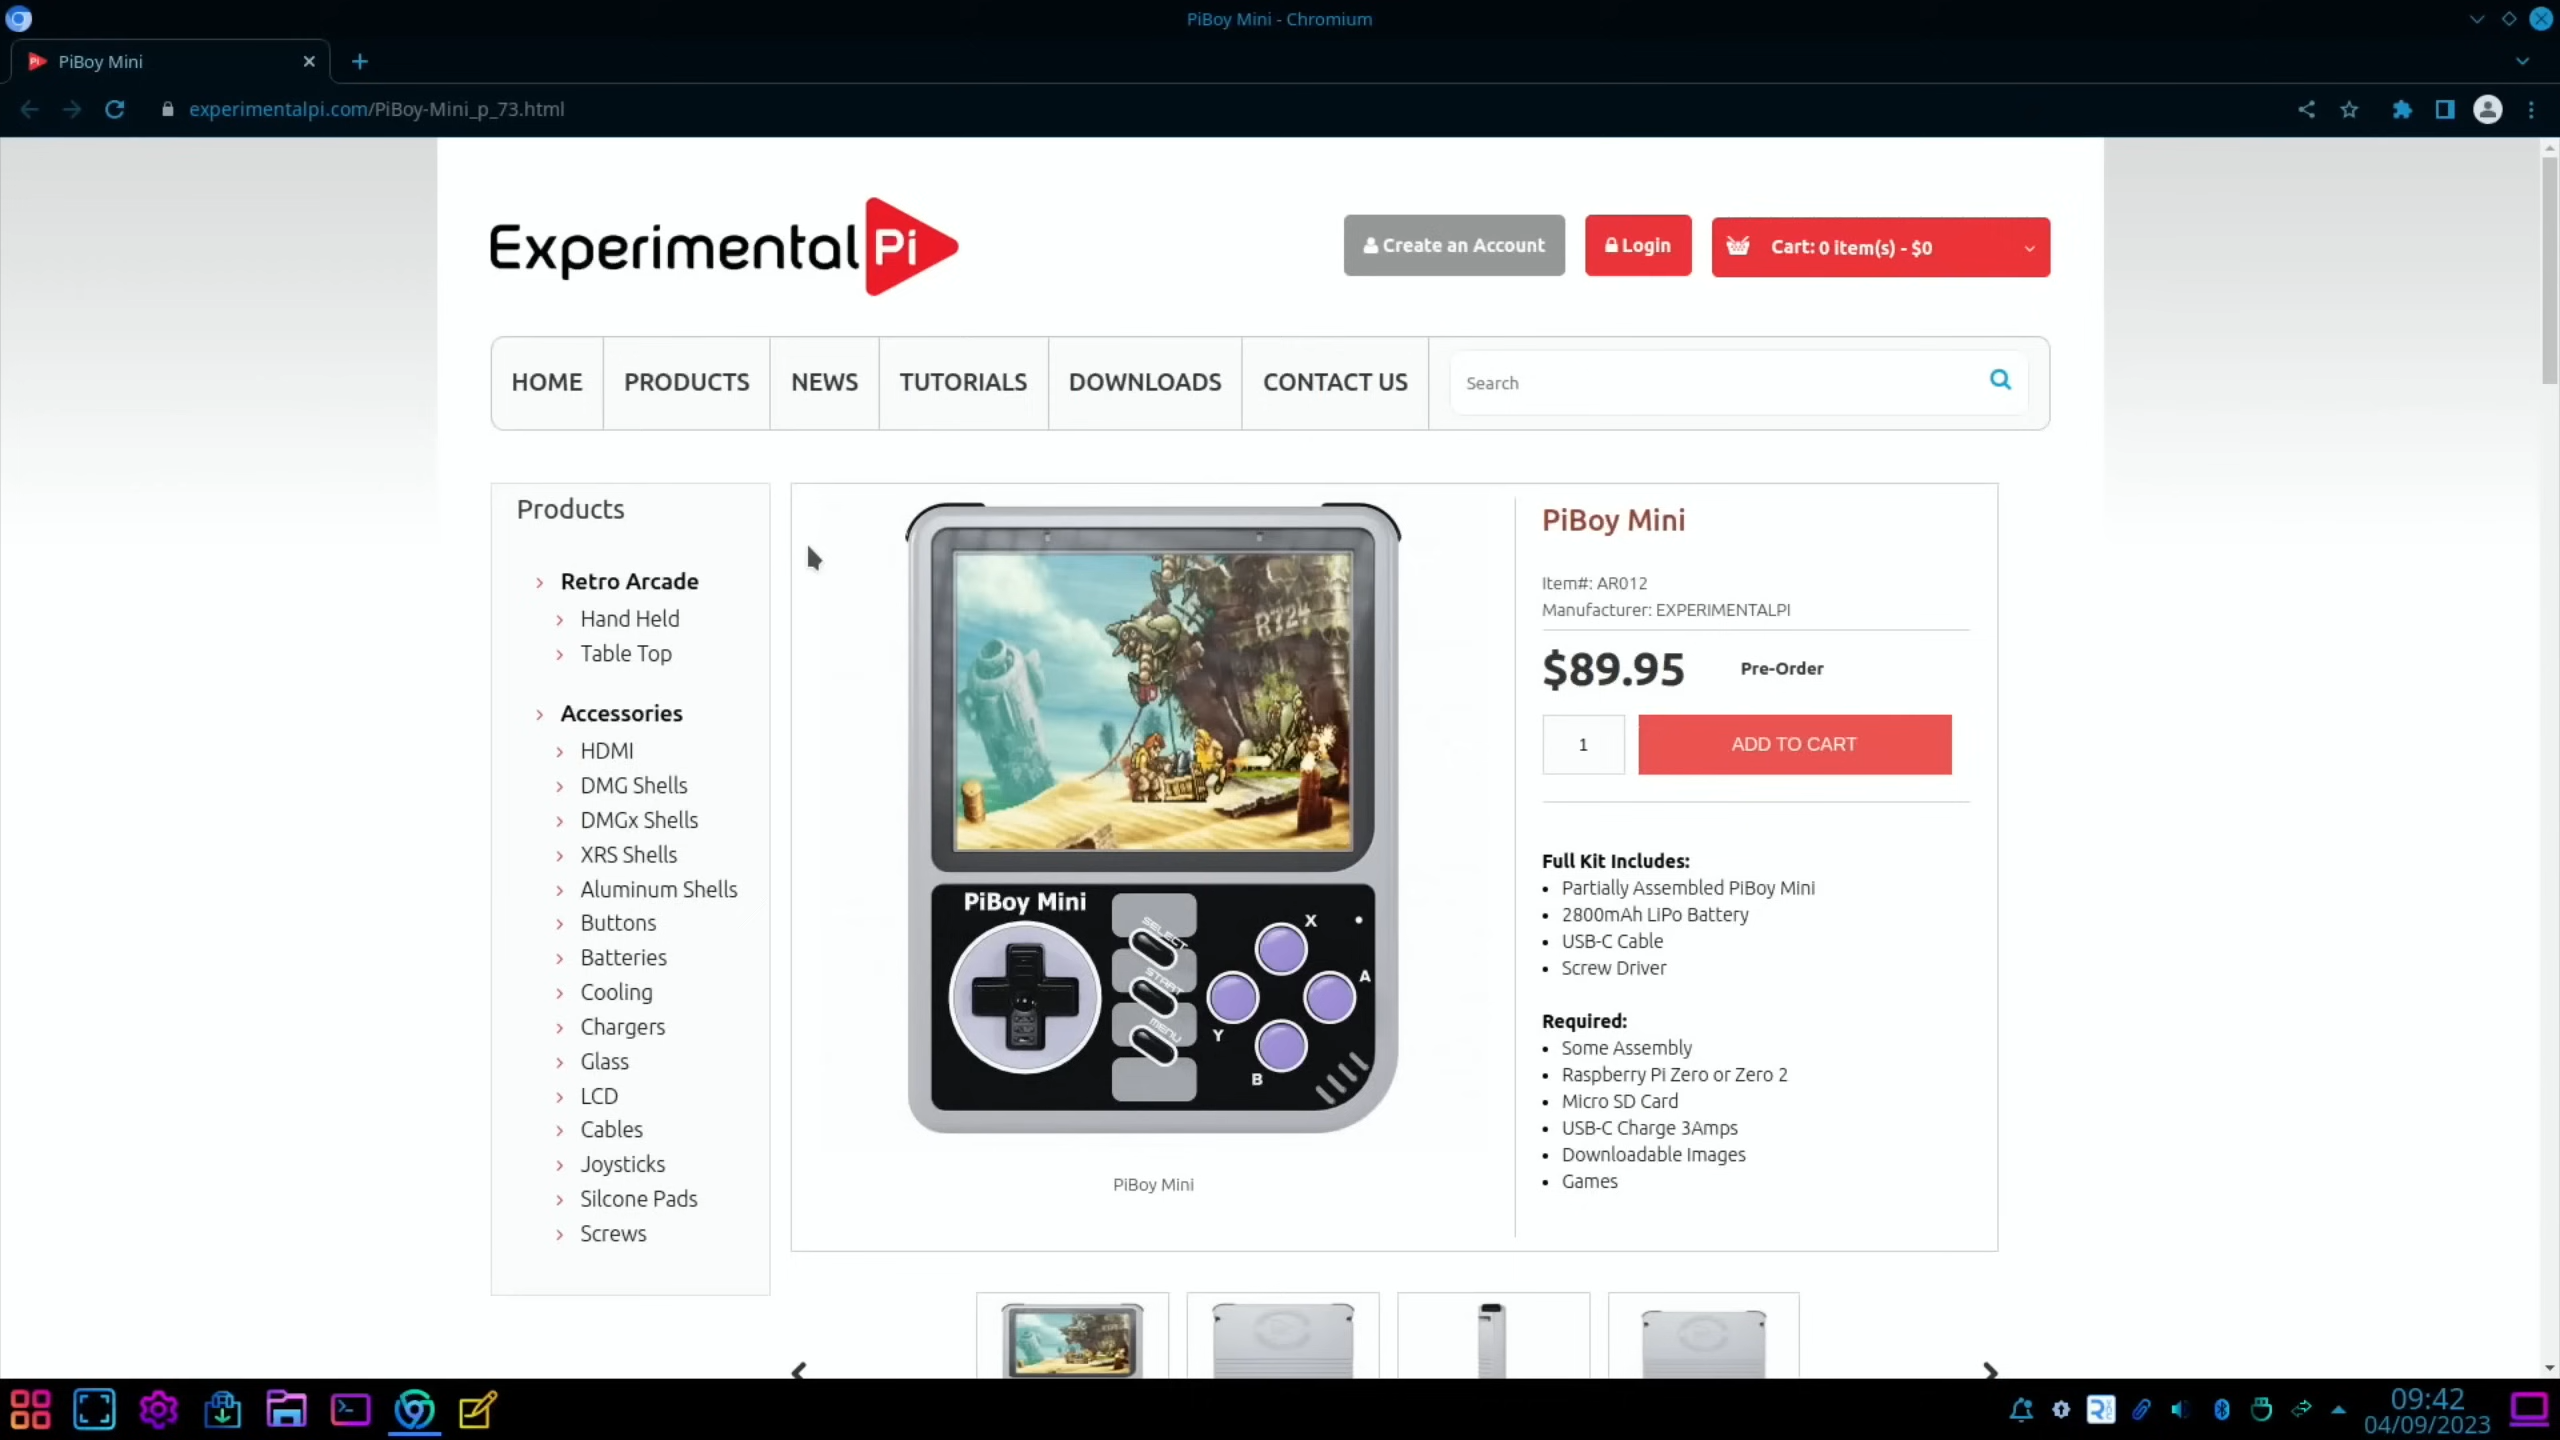 PiBoy Mini - Chromium
PiBoy Mini
experimentalpi.com/PiBoy-Mini_p_73.html
Experimental Pi
Create an Account
Login
Cart: 0 item(s) - $0
HOME
PRODUCTS
NEWS
TUTORIALS
DOWNLOADS
CONTACT US
Search
Products
Retro Arcade
Hand Held
Table Top
Accessories
HDMI
DMG Shells
DMGx Shells
XRS Shells
Aluminum Shells
Buttons
Batteries
Cooling
Chargers
Glass
LCD
Cables
Joysticks
Silcone Pads
Screws
R724
PiBoy Mini
SELECT
START
MENU
X
A
Y
B
PiBoy Mini
PiBoy Mini
Item#: AR012
Manufacturer: EXPERIMENTALPI
$89.95 Pre-Order
1
ADD TO CART
Full Kit Includes:
• Partially Assembled PiBoy Mini
• 2800mAh LiPo Battery
• USB-C Cable
• Screw Driver
Required:
• Some Assembly
• Raspberry Pi Zero or Zero 2
• Micro SD Card
• USB-C Charge 3Amps
• Downloadable Images
• Games
09:42
04/09/2023